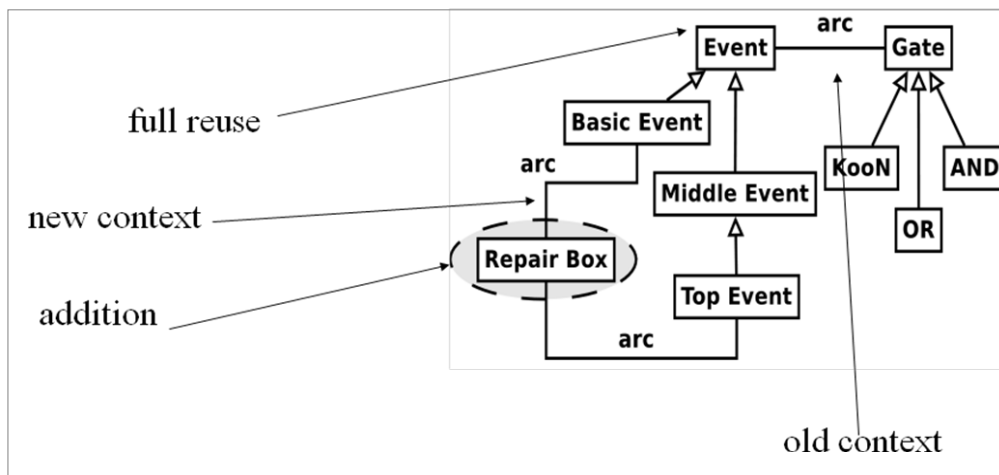 arc
Event
Gate
full reuse
Basic Event
arc
KooN
AND
Middle Event
new context
OR
Repair Box
Top Event
addition
arc
old context